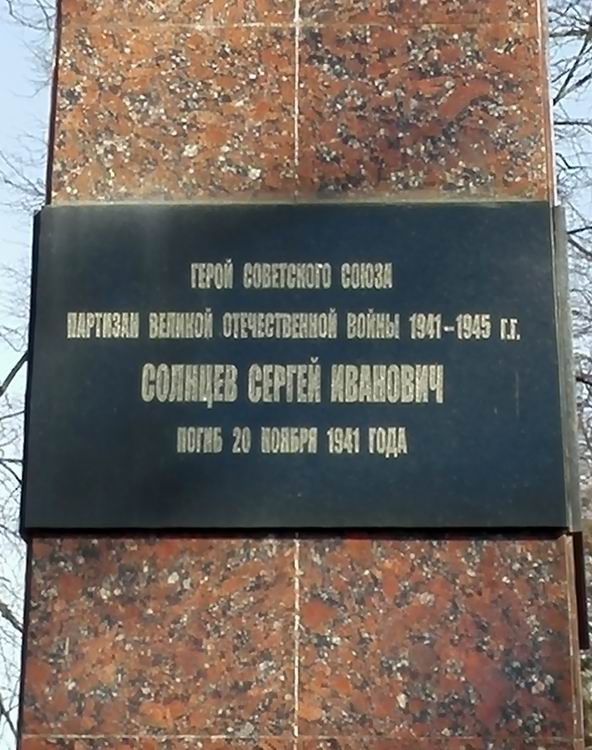 ГЕРОЙ СОВЕТСКОГО СОЮЗА
ПАРТИЗАН ВЕЛИКОЙ ОТЕЧЕСТВЕННОЙ ВОЙНЫ 1941-1945 Г.Г.
СОЛНЦЕВ СЕРГЕЙ ИВАНОВИЧ
ПОГИБ 20 НОЯБРЯ 1941 ГОДА